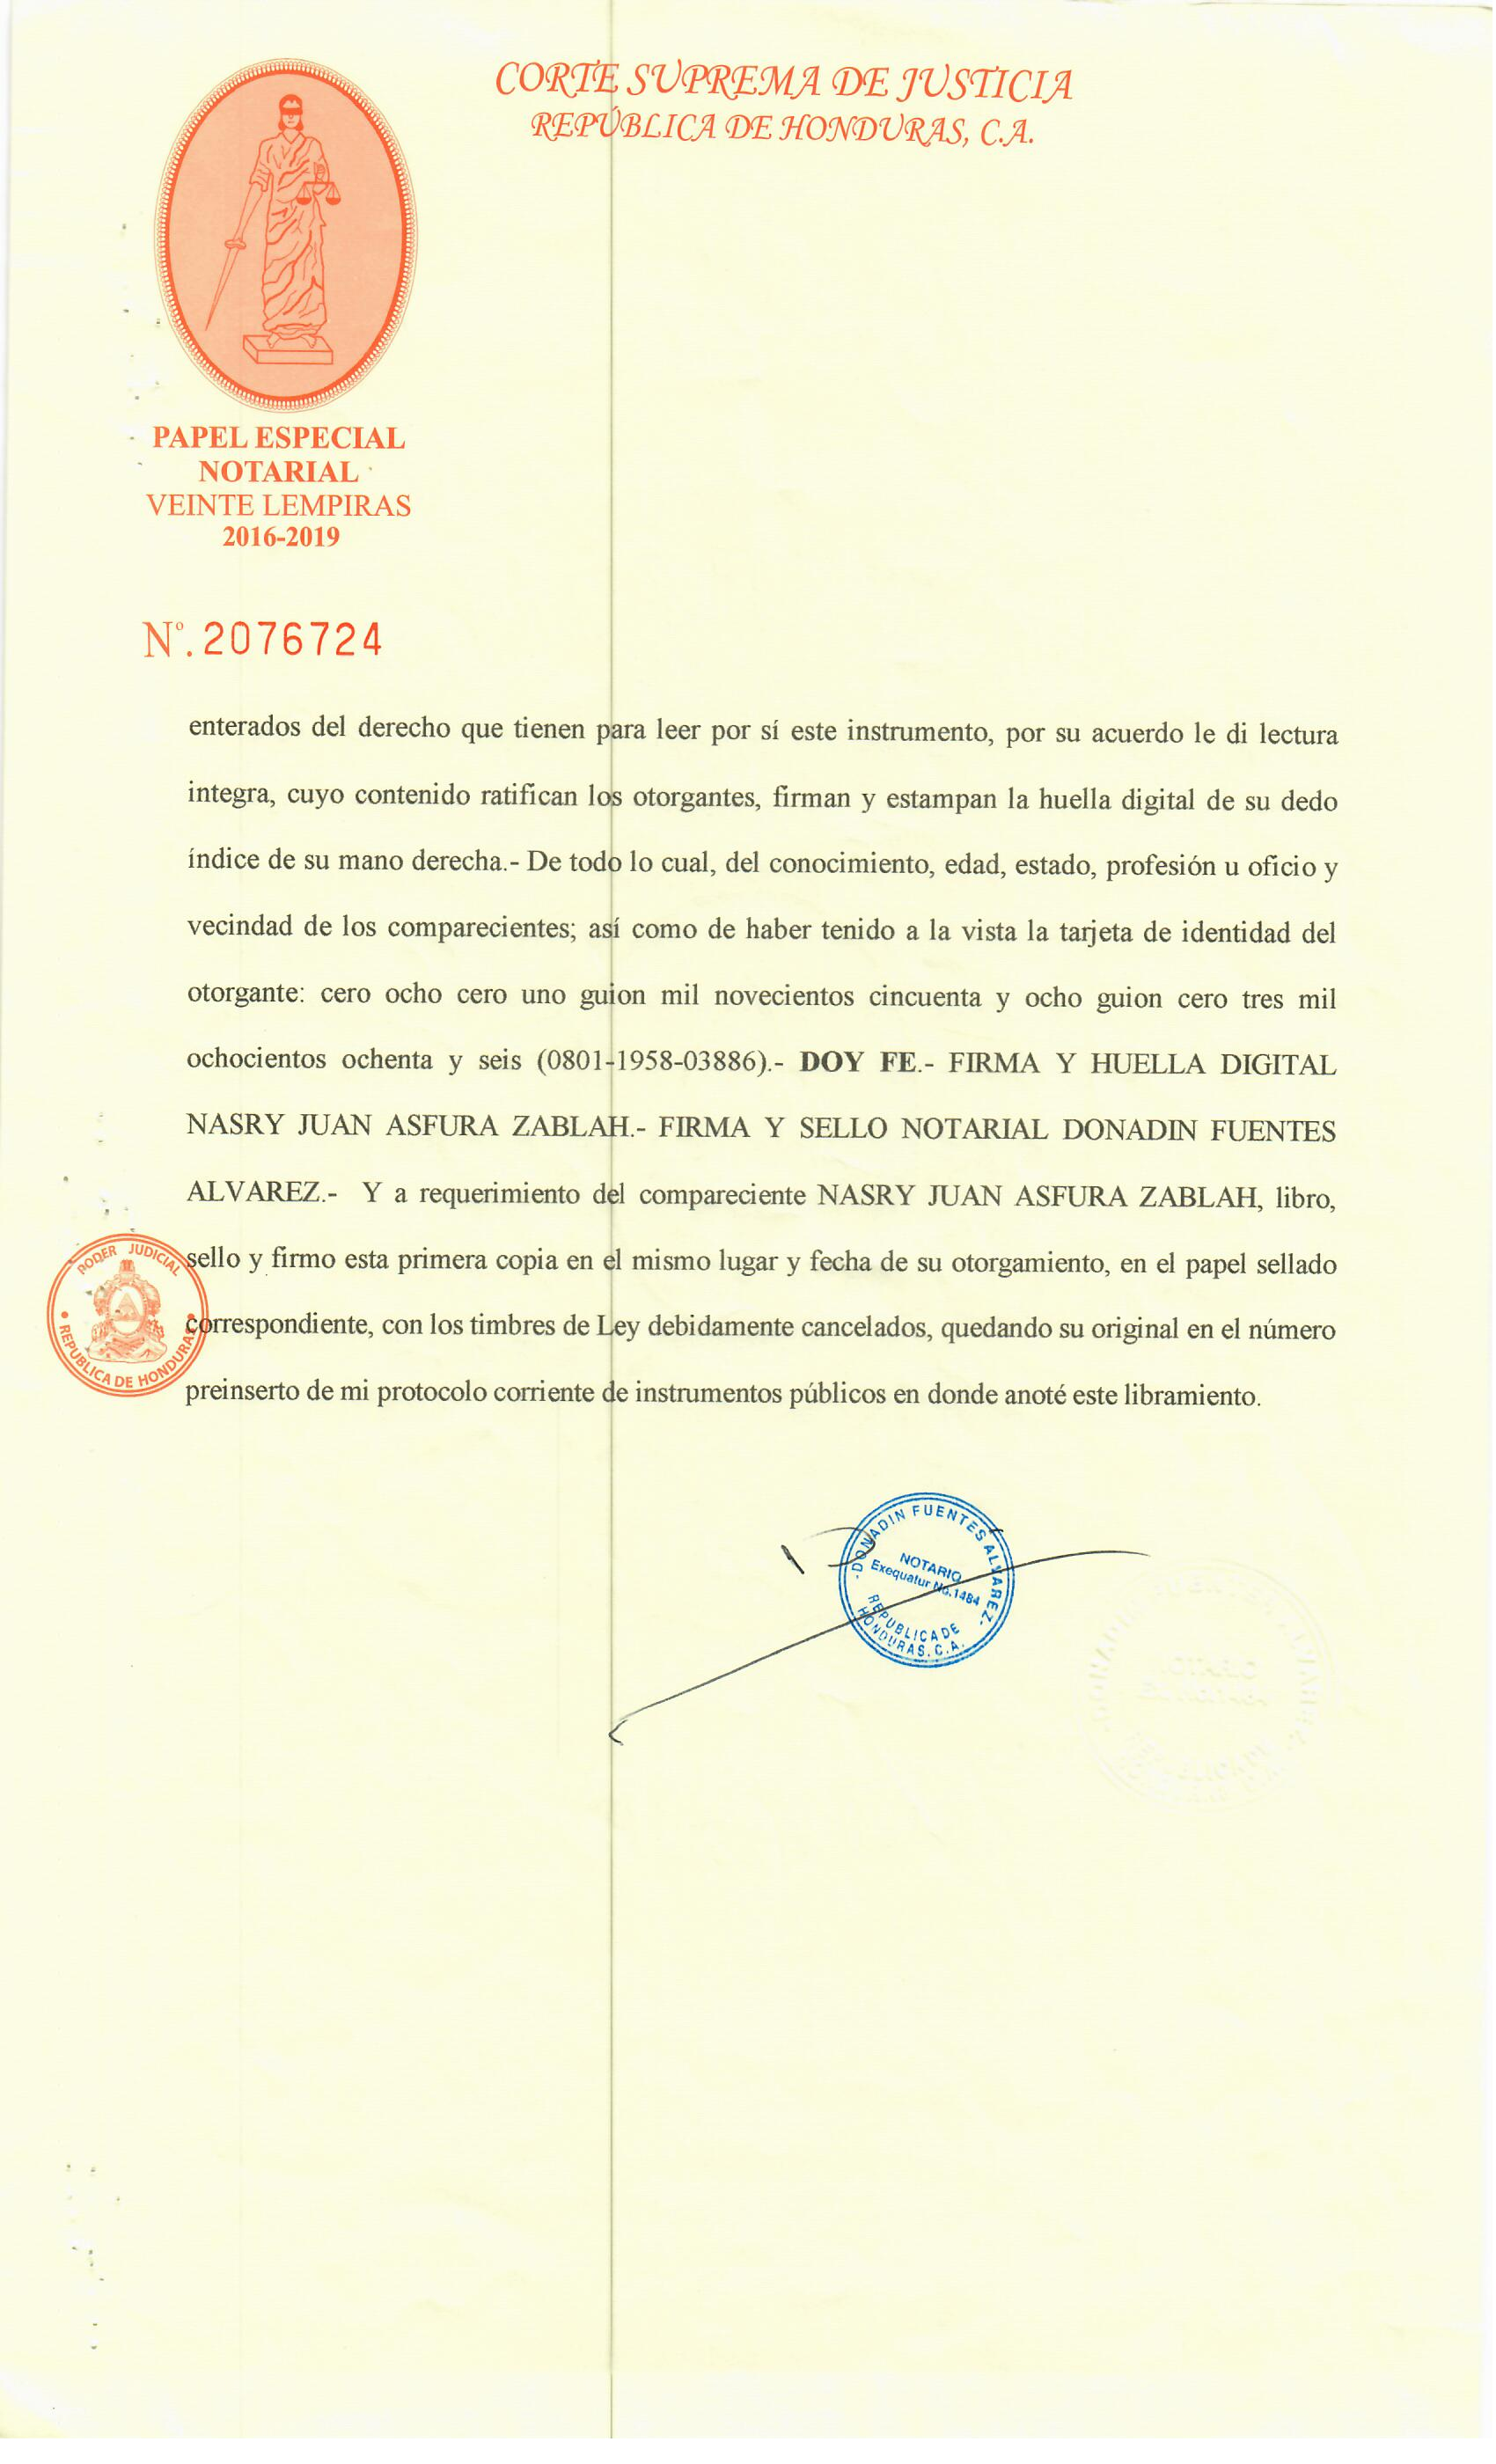 CORTE SUPREMA DE JUSTICIA
REPÚBLICA DE HONDURAS, C.A.
PAPEL ESPECIAL
NOTARIAL
VEINTE LEMPIRAS
2016-2019
Nº. 2076724
enterados del derecho que tienen para leer por sí este instrumento, por su acuerdo le di lectura
integra, cuyo contenido ratifican los otorgantes, firman y estampan la huella digital de su dedo
índice de su mano derecha.- De todo lo cual, del conocimiento, edad, estado, profesión u oficio y
vecindad de los comparecientes; así como de haber tenido a la vista la tarjeta de identidad del
otorgante: cero ocho cero uno guion mil novecientos cincuenta y ocho guion cero tres mil
ochocientos ochenta y seis (0801-1958-03886).- DOY FE.- FIRMA Y HUELLA DIGITAL
NASRY JUAN ASFURA ZABLAH.- FIRMA Y SELLO NOTARIAL DONADIN FUENTES
ALVAREZ.- Y a requerimiento del compareciente NASRY JUAN ASFURA ZABLAH, libro,
sello y firmo esta primera copia en el mismo lugar y fecha de su otorgamiento, en el papel sellado
correspondiente, con los timbres de Ley debidamente cancelados, quedando su original en el número
preinserto de mi protocolo corriente de instrumentos públicos en donde anoté este libramiento.
PODER JUDICIAL
REPUBLICA DE HONDURAS
DONADIN FUENTES ALVAREZ
NOTARIO
Exequatur No. 1484
REPUBLICA DE
HONDURAS, C.A.